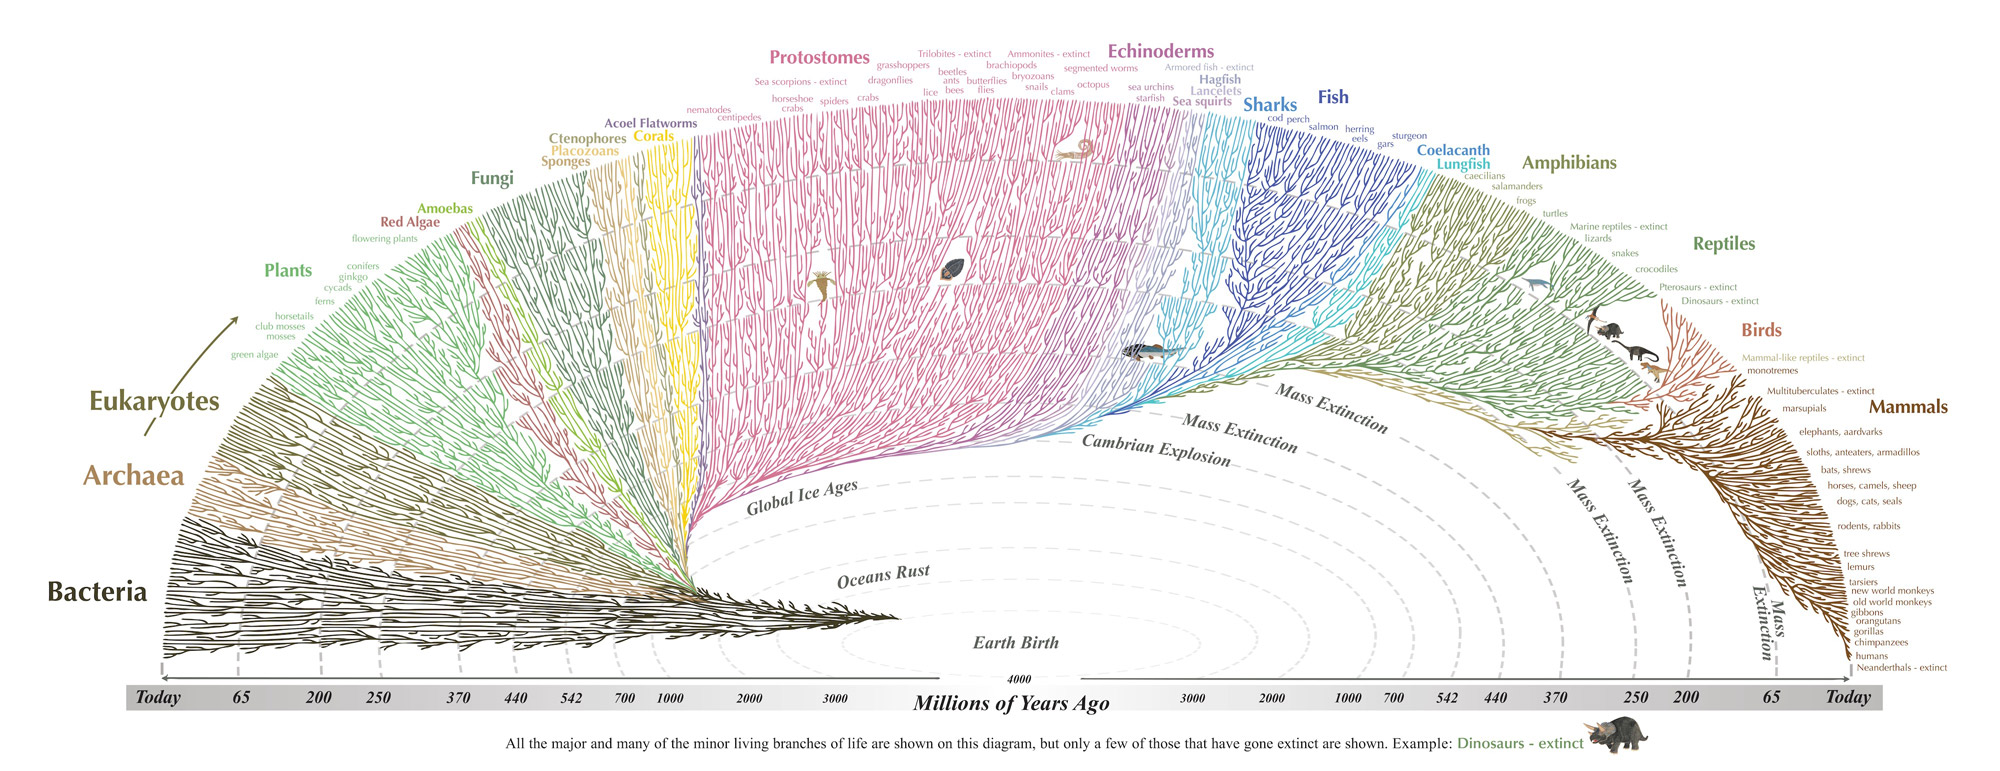 Protostomes
Trilobites - extinct
Ammonites - extinct
Echinoderms
grasshoppers
beetles
brachiopods
segmented worms
Armored fish - extinct
Sea scorpions - extinct
dragonflies
ants
butterflies
bryozoans
octopus
sea urchins
Hagfish
horseshoe
crabs
spiders
crabs
lice
bees
flies
snails
clams
starfish
Lancelets
Sea squirts
Sharks
Fish
nematodes
centipedes
cod
perch
salmon
herring
eels
gars
sturgeon
Acoel Flatworms
Ctenophores
Corals
Placozoans
Sponges
Coelacanth
Lungfish
Amphibians
caecilians
salamanders
frogs
turtles
Fungi
Amoebas
Red Algae
flowering plants
Marine reptiles - extinct
lizards
snakes
Reptiles
crocodiles
Plants
conifers
ginkgo
cycads
ferns
horsetails
club mosses
mosses
green algae
Pterosaurs - extinct
Dinosaurs - extinct
Birds
Mammal-like reptiles - extinct
monotremes
Multituberculates - extinct
marsupials
Mammals
elephants, aardvarks
sloths, anteaters, armadillos
bats, shrews
horses, camels, sheep
dogs, cats, seals
rodents, rabbits
tree shrews
lemurs
tarsiers
new world monkeys
old world monkeys
gibbons
orangutans
gorillas
chimpanzees
humans
Neanderthals - extinct
Eukaryotes
Archaea
Bacteria
Mass Extinction
Mass Extinction
Cambrian Explosion
Global Ice Ages
Oceans Rust
Earth Birth
Mass Extinction
Mass Extinction
Mass Extinction
4000
Today 65 200 250 370 440 542 700 1000 2000 3000 Millions of Years Ago 3000 2000 1000 700 542 440 370 250 200 65 Today
All the major and many of the minor living branches of life are shown on this diagram, but only a few of those that have gone extinct are shown. Example: Dinosaurs - extinct